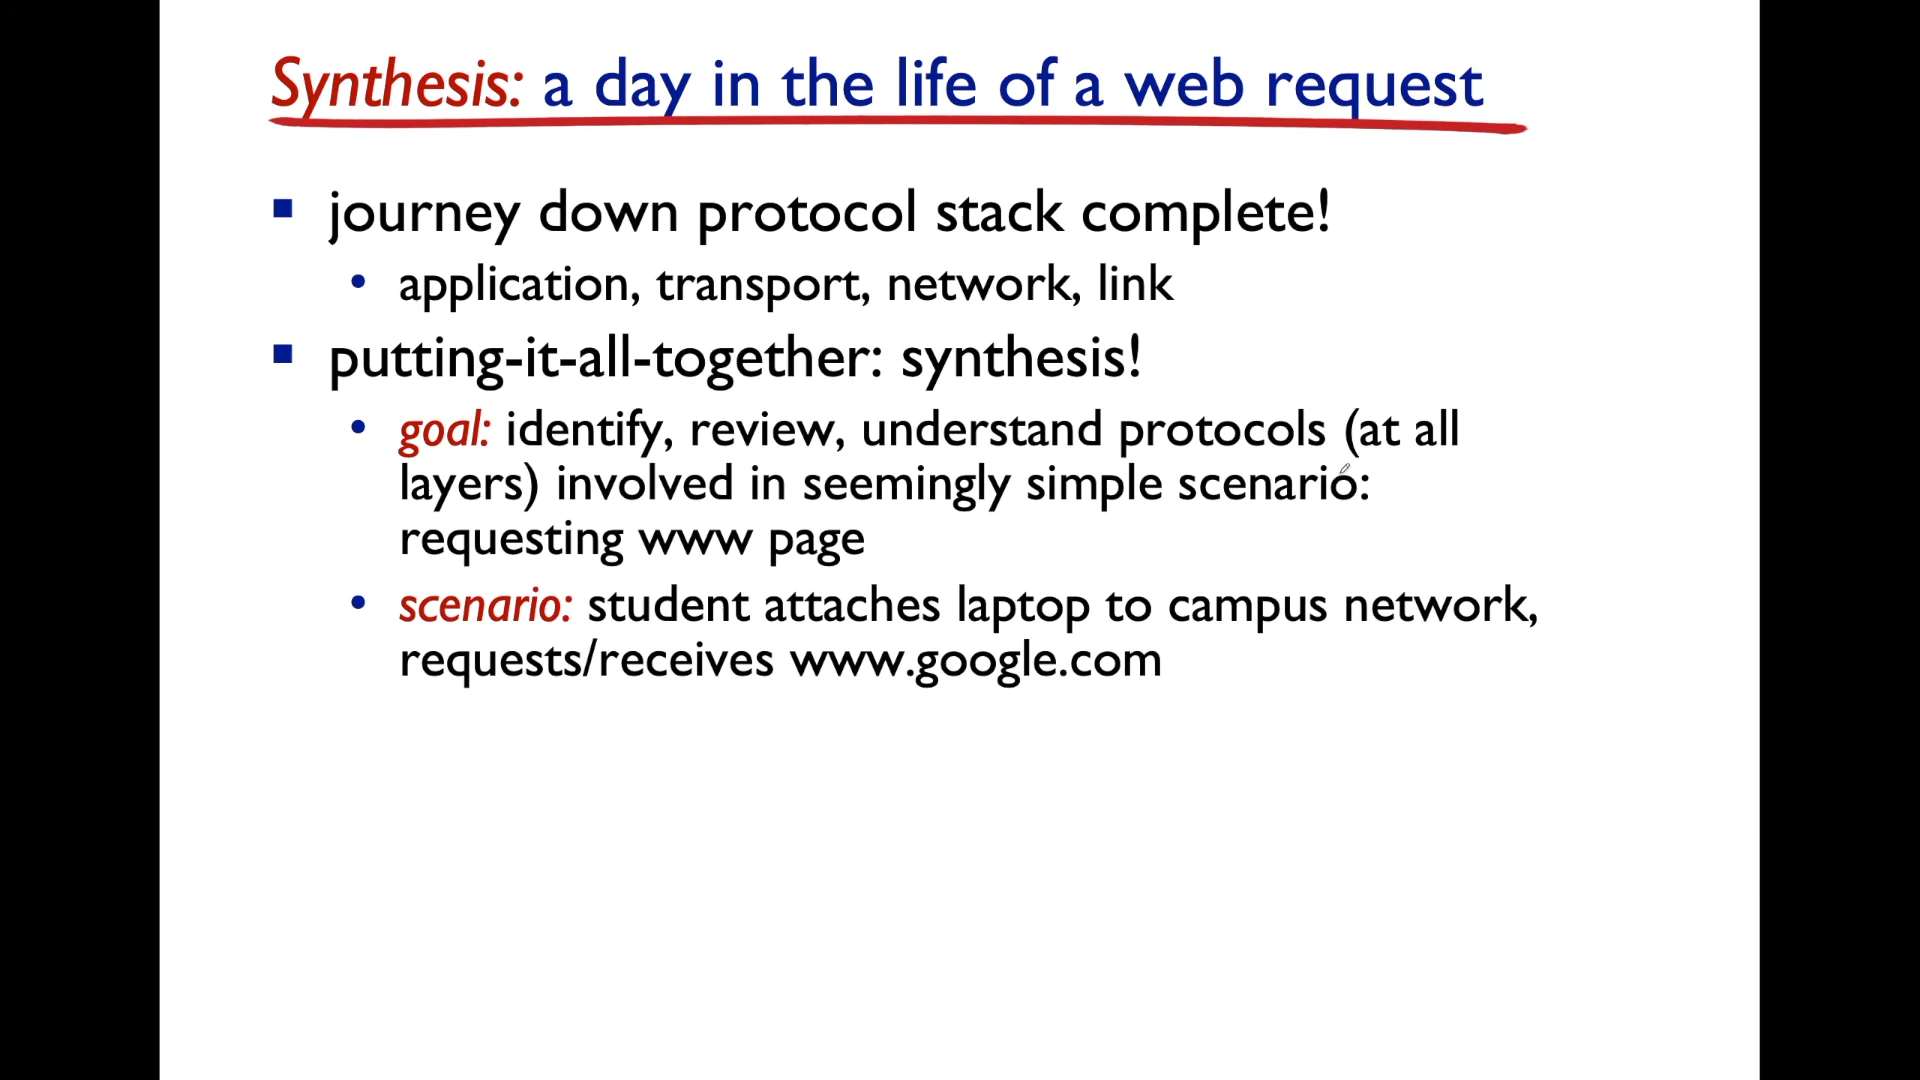 Synthesis: a day in the life of a web request
journey down protocol stack complete!
application, transport, network, link
putting-it-all-together: synthesis!
goal: identify, review, understand protocols (at all
layers) involved in seemingly simple scenario:
requesting www page
scenario: student attaches laptop to campus network,
requests/receives www.google.com